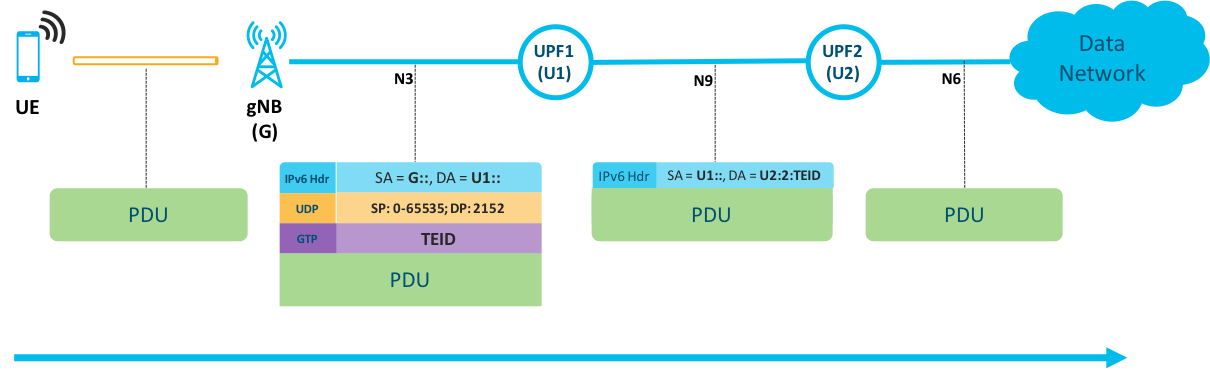 UE
gNB
(G)
N3
UPF1
(U1)
N9
UPF2
(U2)
N6
Data
Network
PDU
IPv6 Hdr SA = G::, DA = U1::
UDP SP: 0-65535; DP: 2152
GTP TEID
PDU
IPv6 Hdr SA = U1::, DA = U2:2:TEID
PDU
PDU